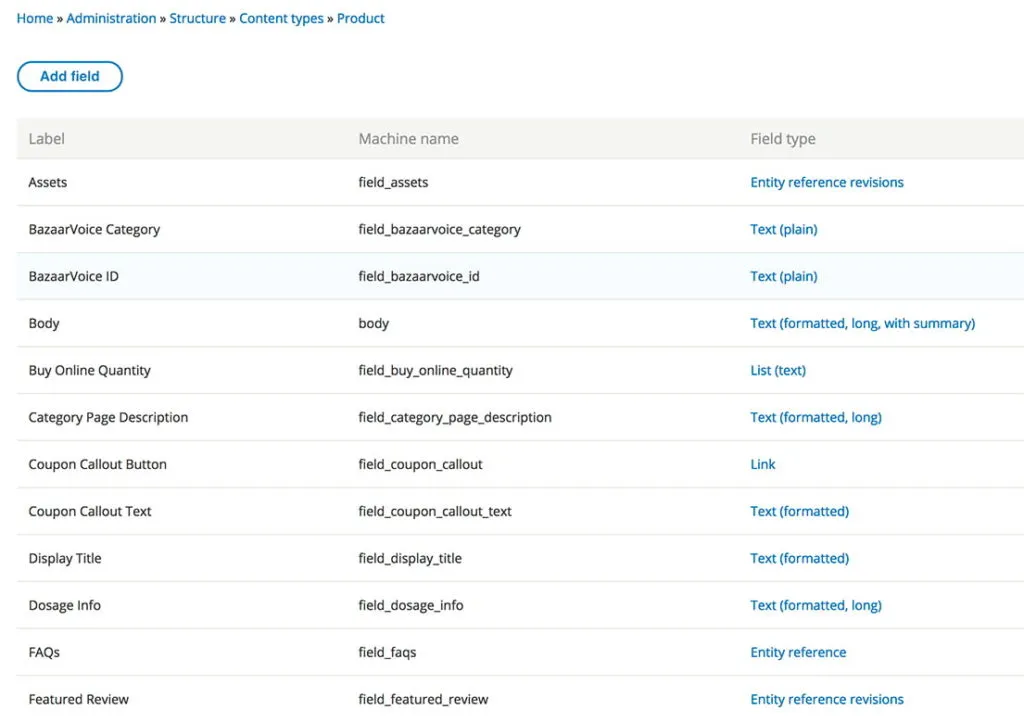 Home » Administration » Structure » Content types » Product
Add field
Label Machine name Field type
Assets field_assets Entity reference revisions
BazaarVoice Category field_bazaarvoice_category Text (plain)
BazaarVoice ID field_bazaarvoice_id Text (plain)
Body body Text (formatted, long, with summary)
Buy Online Quantity field_buy_online_quantity List (text)
Category Page Description field_category_page_description Text (formatted, long)
Coupon Callout Button field_coupon_callout Link
Coupon Callout Text field_coupon_callout_text Text (formatted)
Display Title field_display_title Text (formatted)
Dosage Info field_dosage_info Text (formatted, long)
FAQs field_faqs Entity reference
Featured Review field_featured_review Entity reference revisions